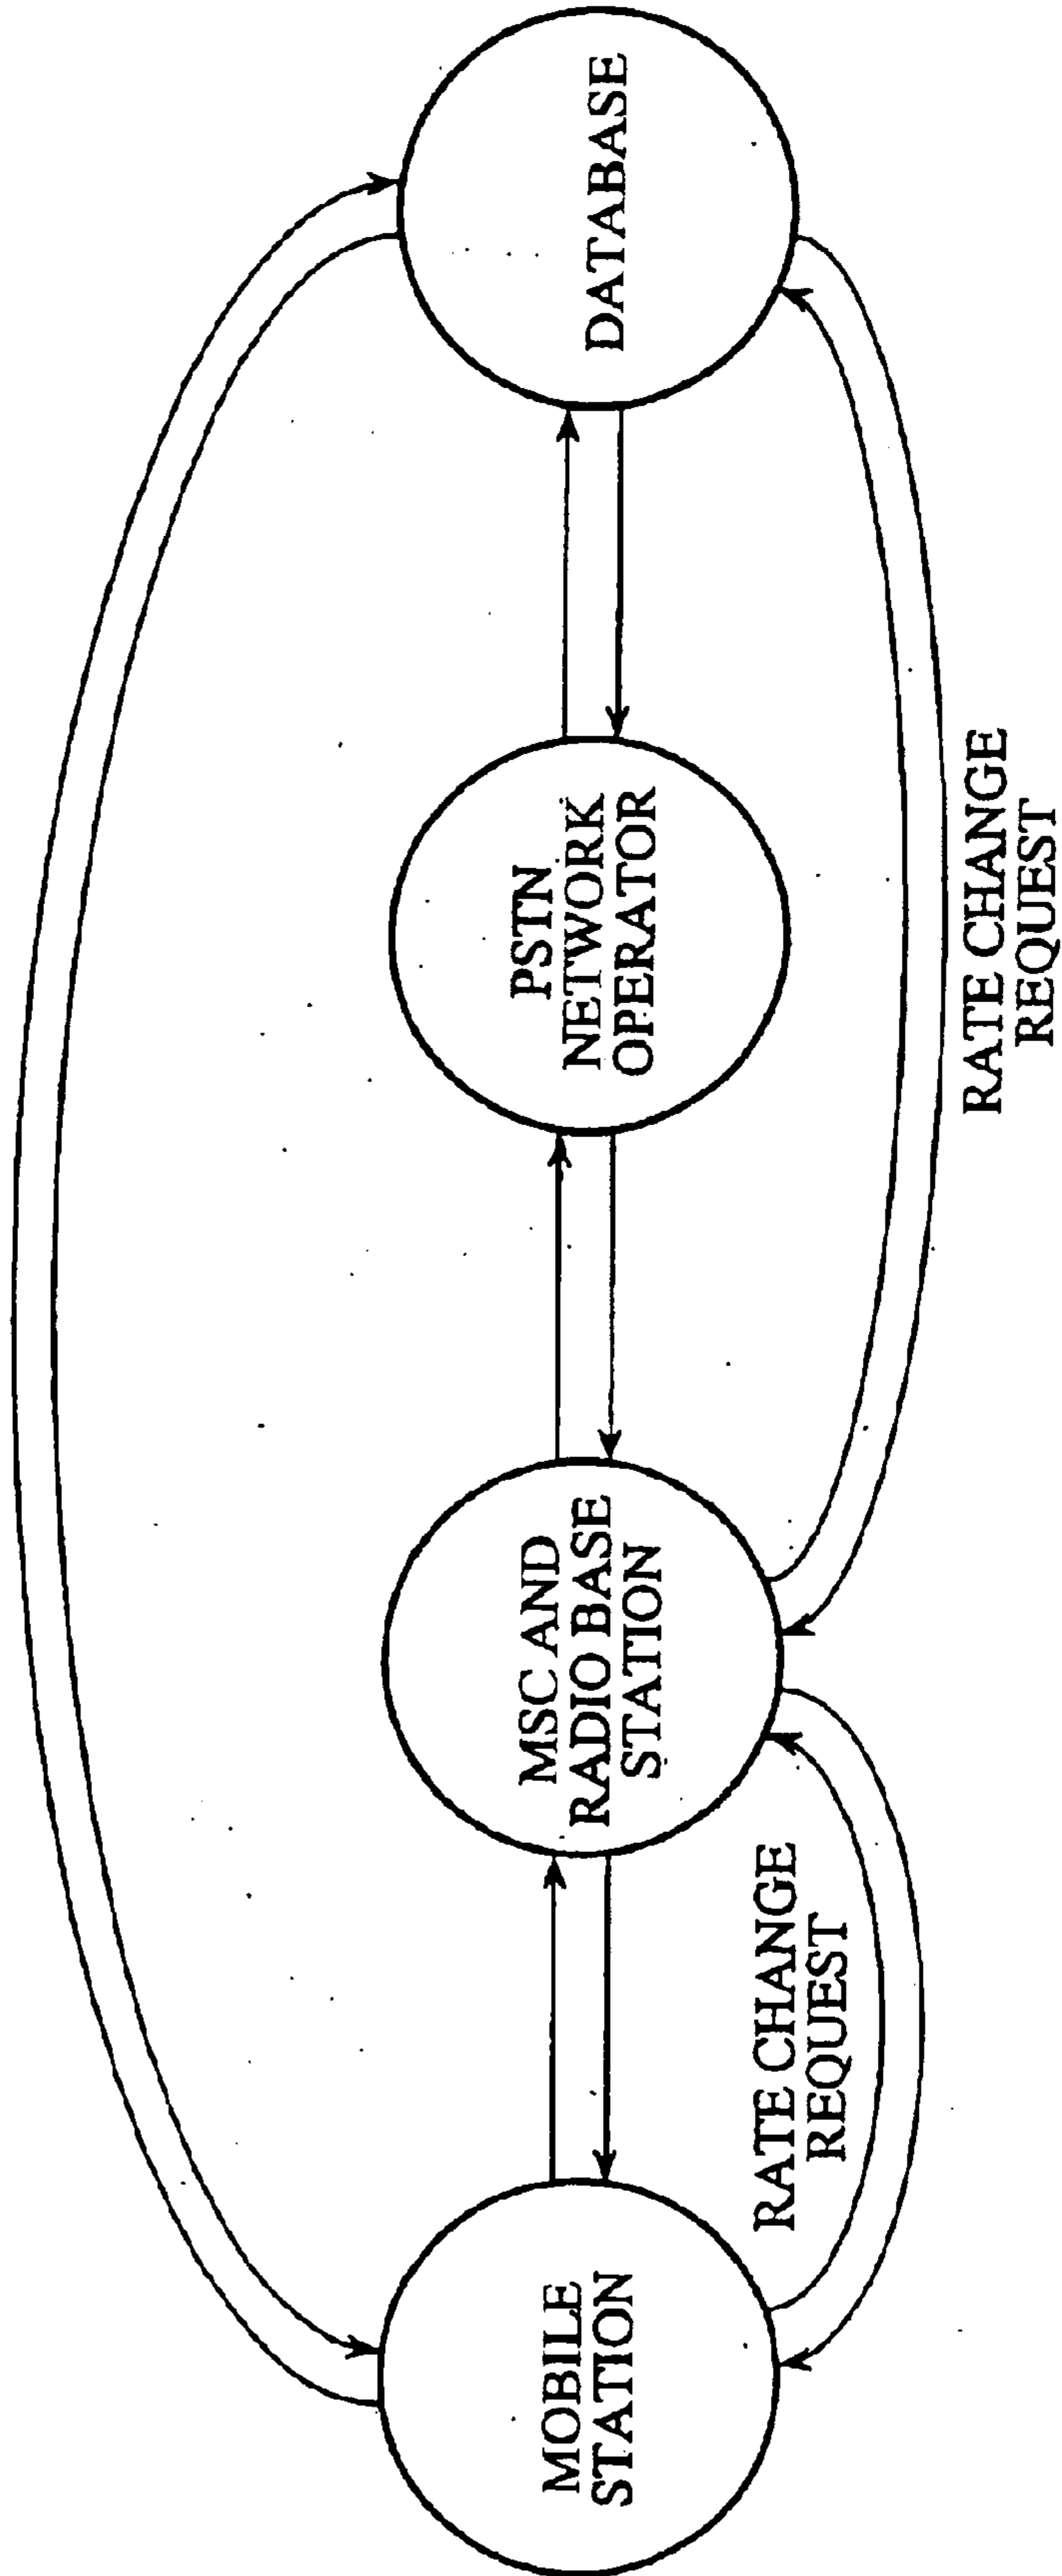 MOBILE
STATION
MSC AND
RADIO BASE
STATION
PSTN
NETWORK
OPERATOR
DATABASE
RATE CHANGE
REQUEST
RATE CHANGE
REQUEST